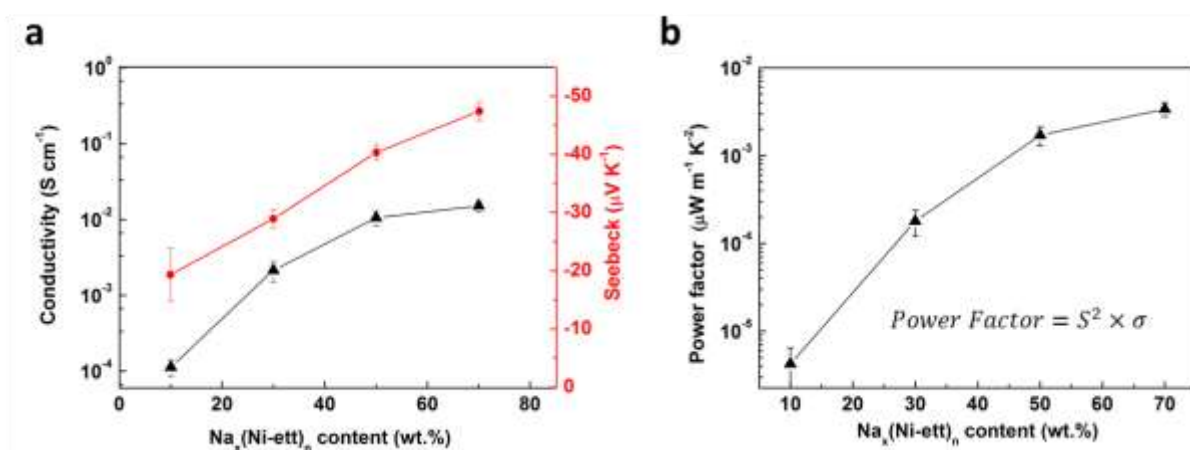 a
10⁰
10⁻¹
10⁻²
10⁻³
10⁻⁴
Conductivity (S cm⁻¹)
-50
-40
-30
-20
-10
0
Seebeck (μV K⁻¹)
0 20 40 60 80
Naₓ(Ni-ett)ₙ content (wt.%)
b
10⁻²
10⁻³
10⁻⁴
10⁻⁵
Power factor (μW m⁻¹ K⁻²)
Power Factor = S² × σ
10 20 30 40 50 60 70
Naₓ(Ni-ett)ₙ content (wt.%)